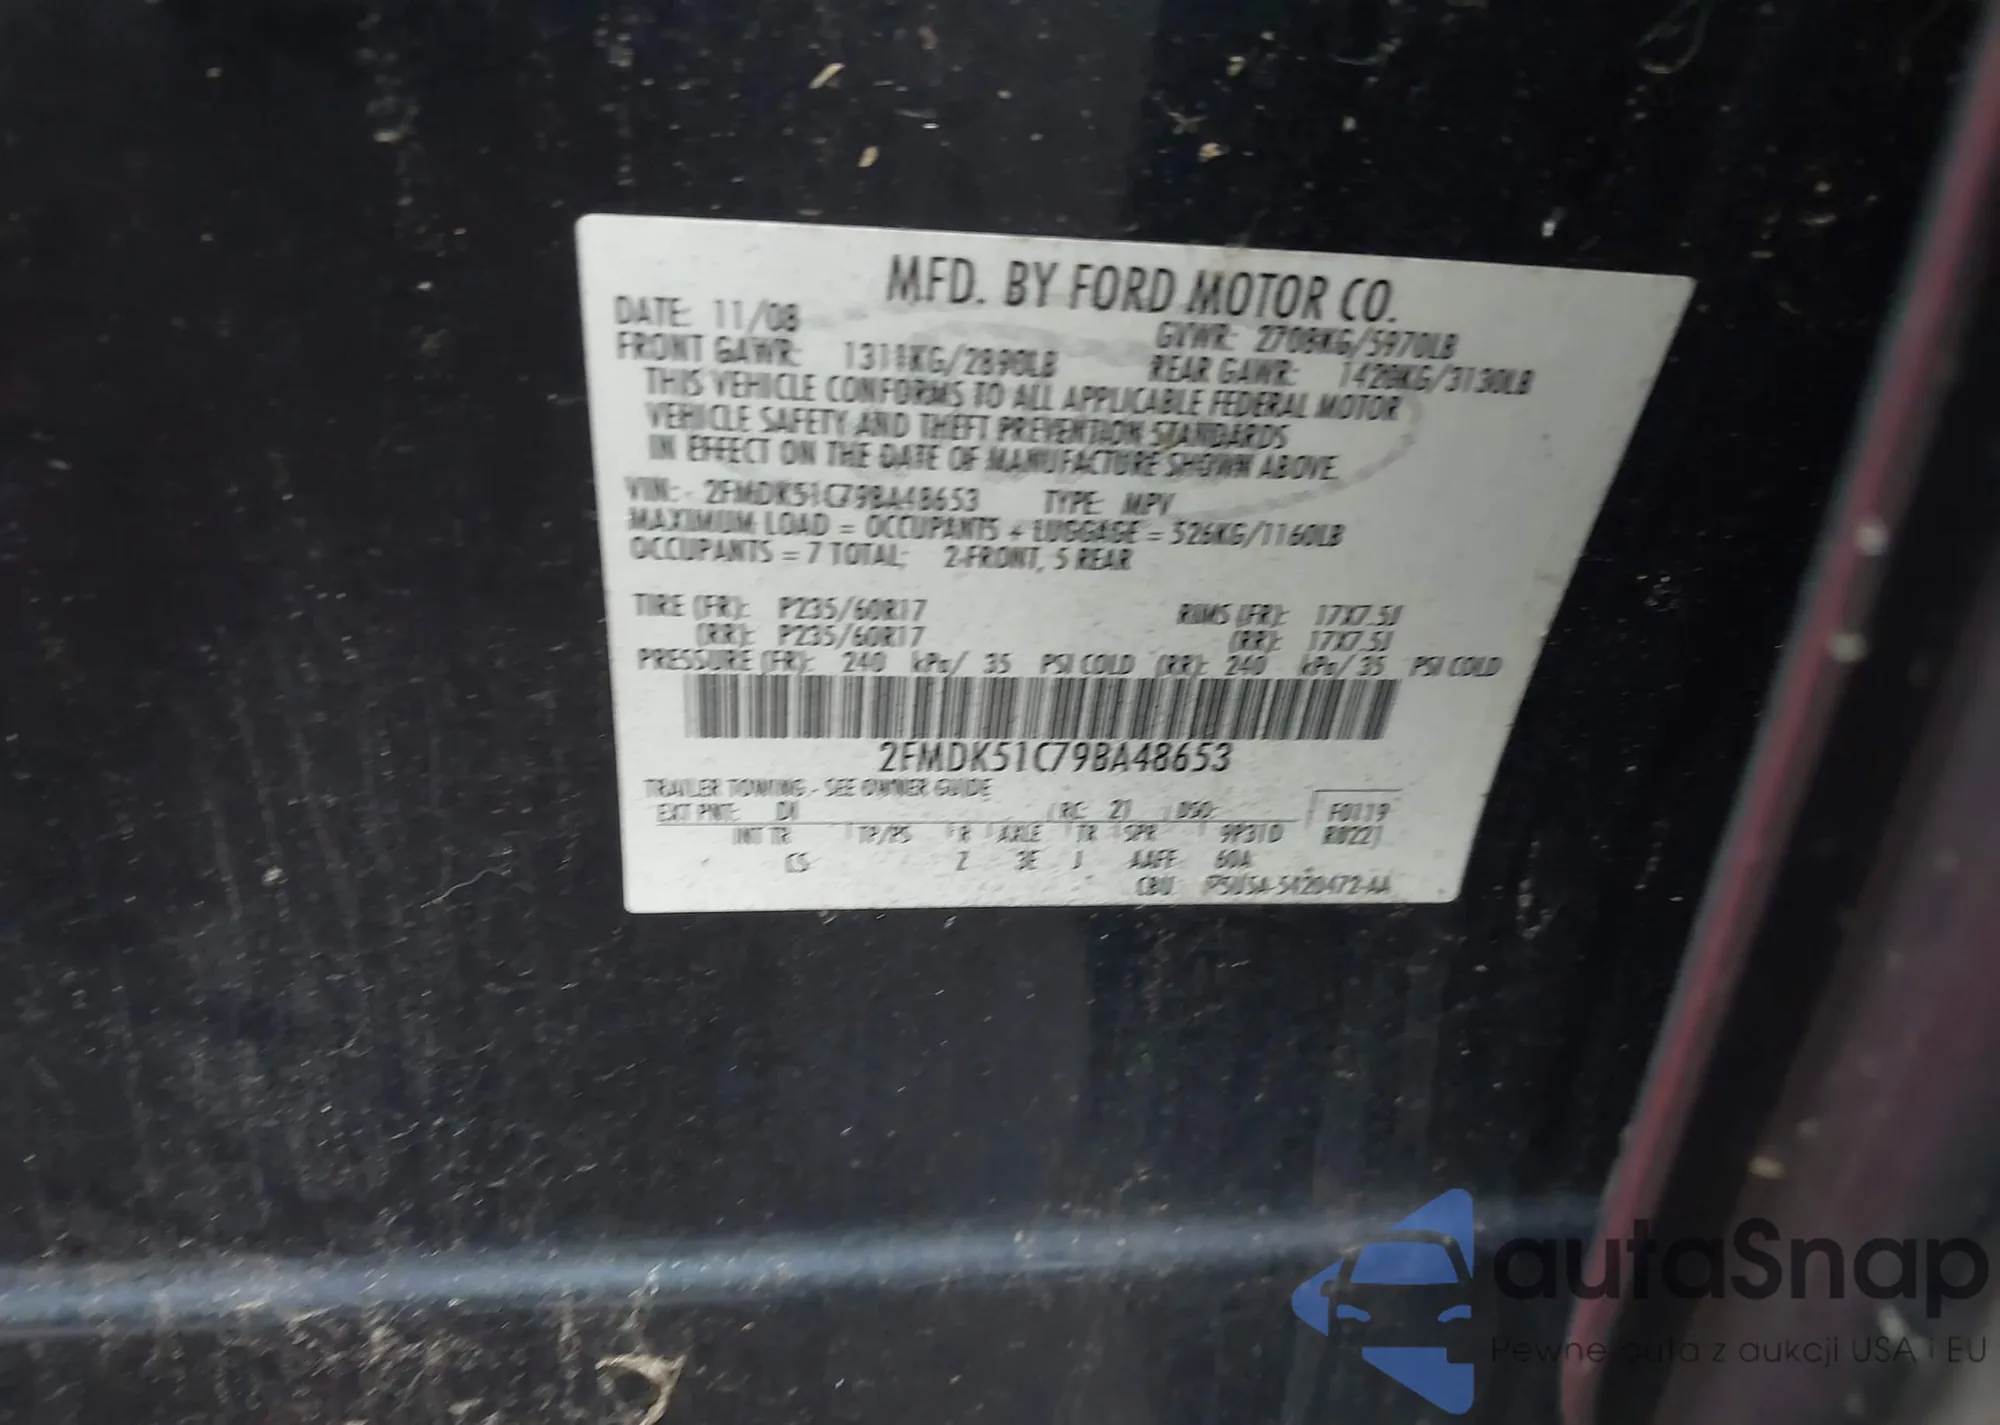 MFD. BY FORD MOTOR CO.
DATE: 11/08 GVWR: 2708KG/5970LB
FRONT GAWR: 1311KG/2890LB REAR GAWR: 1420KG/3130LB
THIS VEHICLE CONFORMS TO ALL APPLICABLE FEDERAL MOTOR
VEHICLE SAFETY AND THEFT PREVENTION STANDARDS
IN EFFECT ON THE DATE OF MANUFACTURE SHOWN ABOVE.
VIN: 2FMDK51C79BA48653 TYPE: MPV
MAXIMUM LOAD = OCCUPANTS + LUGGAGE = 526KG/1160LB
OCCUPANTS = 7 TOTAL: 2-FRONT, 5 REAR
TIRE (FR): P235/60R17 RIMS (FR): 17X7.5J
(RR): P235/60R17 (RR): 17X7.5J
PRESSURE (FR): 240 kPa/ 35 PSI COLD (RR): 240 kPa/ 35 PSI COLD
2FMDK51C79BA48653
TRAILER TOWING - SEE OWNER GUIDE
EXT PNT: RC: 21 DSO: F0119
INT TR TP/PS R AXLE TR SPR 9P31D R0221
CS Z 3E J AAFF 60A
autaSnap
Pewne auta z aukcji USA i EU